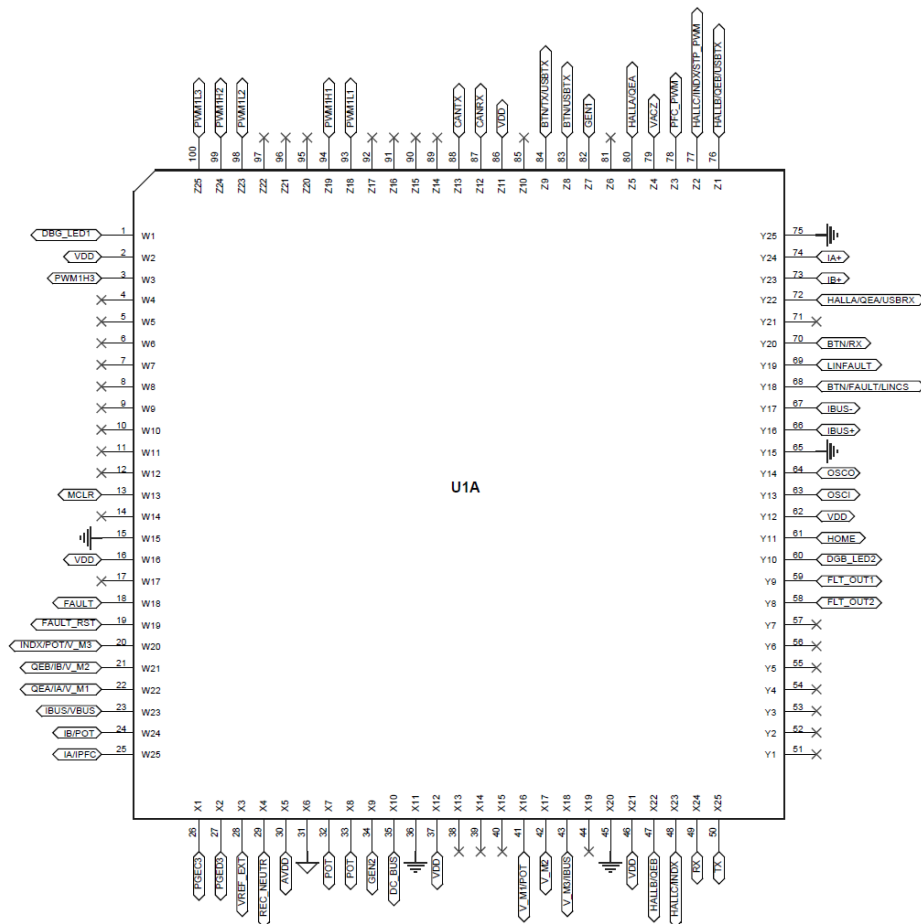 PWM1L3
PWM1H2
PWM1L2
PWM1H1
PWM1L1
CANTX
CANRX
VDD
BTN/TX/USBTX
BTN/USBTX
GEN1
HALLA/QEA
VACZ
PFC_PWM
HALLC/INDX/STP_PWM
HALLB/QEB/USBTX
100 99 98 97 96 95 94 93 92 91 90 89 88 87 86 85 84 83 82 81 80 79 78 77 76
Z25 Z24 Z23 Z22 Z21 Z20 Z19 Z18 Z17 Z16 Z15 Z14 Z13 Z12 Z11 Z10 Z9 Z8 Z7 Z6 Z5 Z4 Z3 Z2 Z1
DBG_LED1 1 W1
VDD 2 W2
PWM1H3 3 W3
4 W4
5 W5
6 W6
7 W7
8 W8
9 W9
10 W10
11 W11
12 W12
MCLR 13 W13
14 W14
15 W15
VDD 16 W16
17 W17
FAULT 18 W18
FAULT_RST 19 W19
INDX/POT/V_M3 20 W20
QEB/IB/V_M2 21 W21
QEA/IA/V_M1 22 W22
IBUS/VBUS 23 W23
IB/POT 24 W24
IA/IPFC 25 W25
U1A
Y25 75
Y24 74 IA+
Y23 73 IB+
Y22 72 HALLA/QEA/USBRX
Y21 71
Y20 70 BTN/RX
Y19 69 LINFAULT
Y18 68 BTN/FAULT/LINCS
Y17 67 IBUS-
Y16 66 IBUS+
Y15 65
Y14 64 OSCO
Y13 63 OSCI
Y12 62 VDD
Y11 61 HOME
Y10 60 DGB_LED2
Y9 59 FLT_OUT1
Y8 58 FLT_OUT2
Y7 57
Y6 56
Y5 55
Y4 54
Y3 53
Y2 52
Y1 51
X1 X2 X3 X4 X5 X6 X7 X8 X9 X10 X11 X12 X13 X14 X15 X16 X17 X18 X19 X20 X21 X22 X23 X24 X25
26 27 28 29 30 31 32 33 34 35 36 37 38 39 40 41 42 43 44 45 46 47 48 49 50
PGEC3
PGED3
VREF_EXT
REC_NEUTR
AVDD
POT
POT
GEN2
DC_BUS
VDD
V_M1/POT
V_M2
V_M3/IBUS
VDD
HALLB/QEB
HALLC/INDX
RX
TX